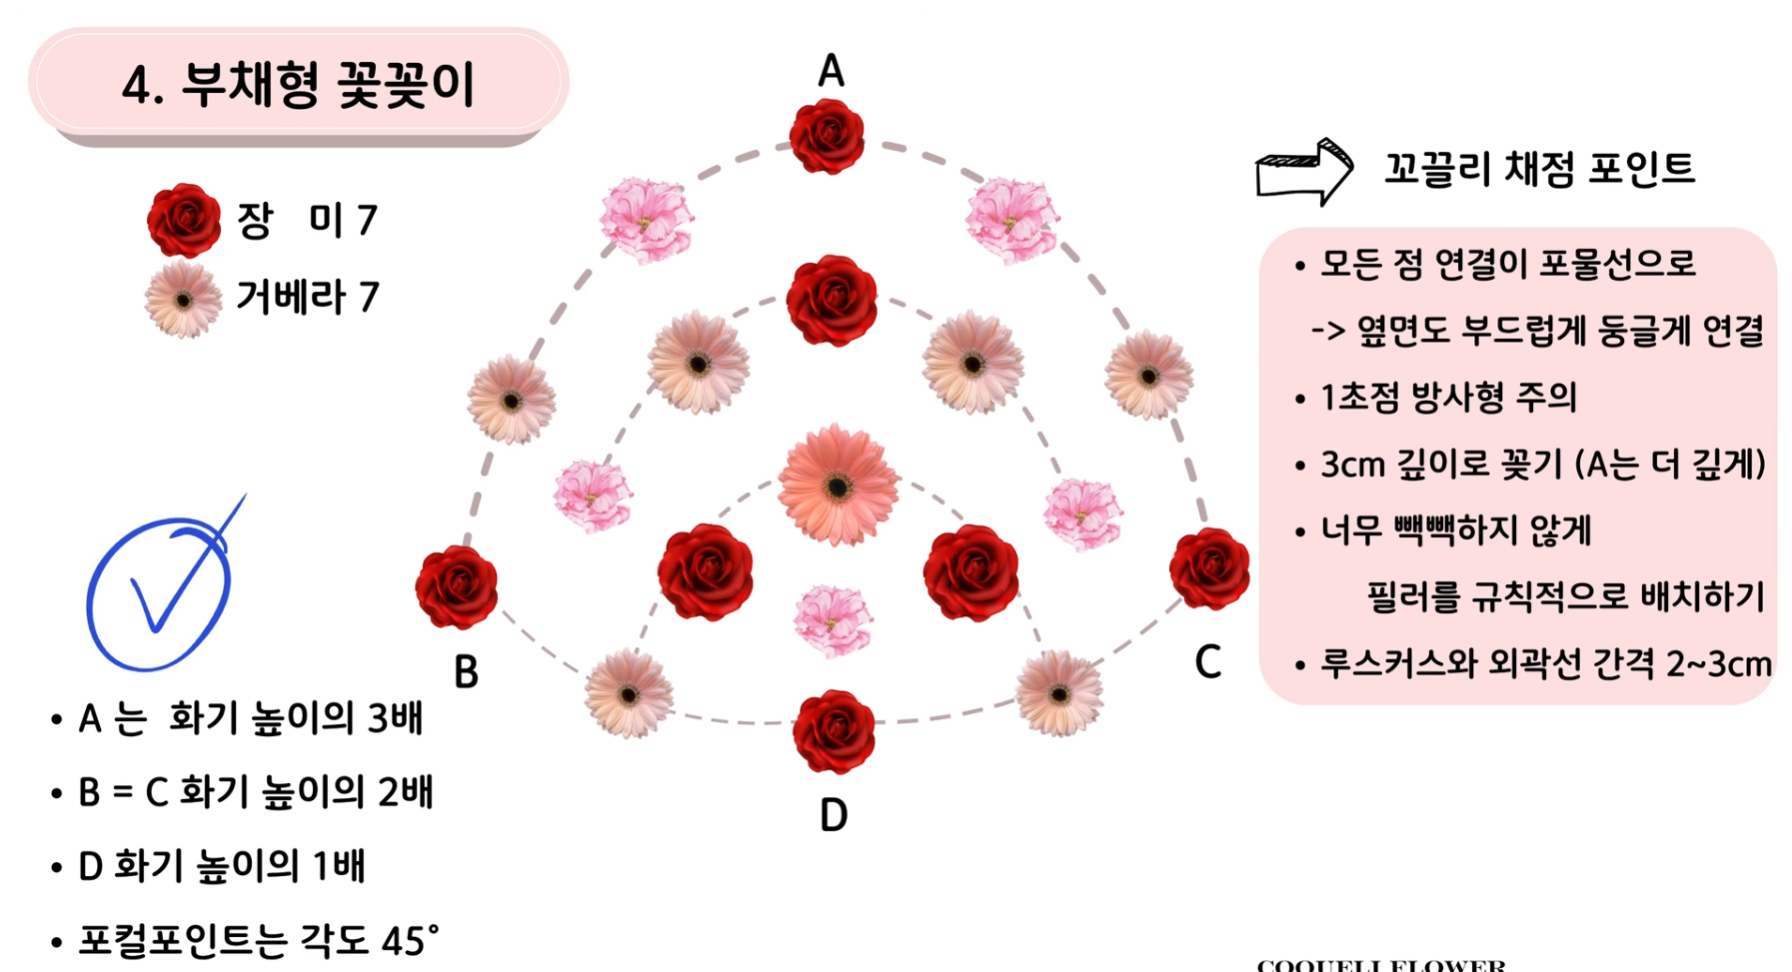 4. 부채형 꽃꽂이
장 미 7
거베라 7
A
B
C
D
• A 는 화기 높이의 3배
• B = C 화기 높이의 2배
• D 화기 높이의 1배
• 포컬포인트는 각도 45°
꼬끌리 채점 포인트
• 모든 점 연결이 포물선으로
-> 옆면도 부드럽게 둥글게 연결
• 1초점 방사형 주의
• 3cm 깊이로 꽃기 (A는 더 깊게)
• 너무 빽빽하지 않게
필러를 규칙적으로 배치하기
• 루스커스와 외곽선 간격 2~3cm
COQUELI FLOWER